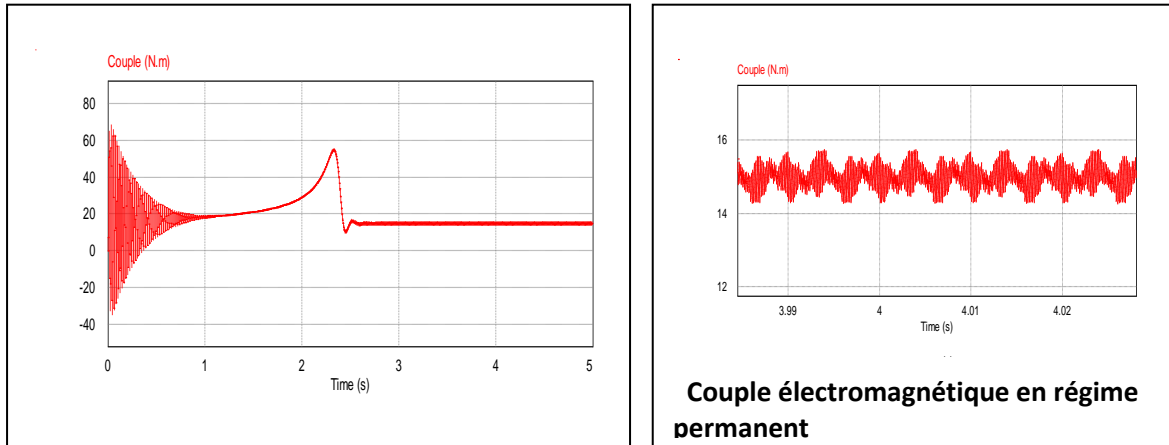 Couple (N.m)
80
60
40
20
0
-20
-40
0 1 2 3 4 5
Time (s)
Couple (N.m)
16
14
12
3.99 4 4.01 4.02
Time (s)
Couple électromagnétique en régime
permanent